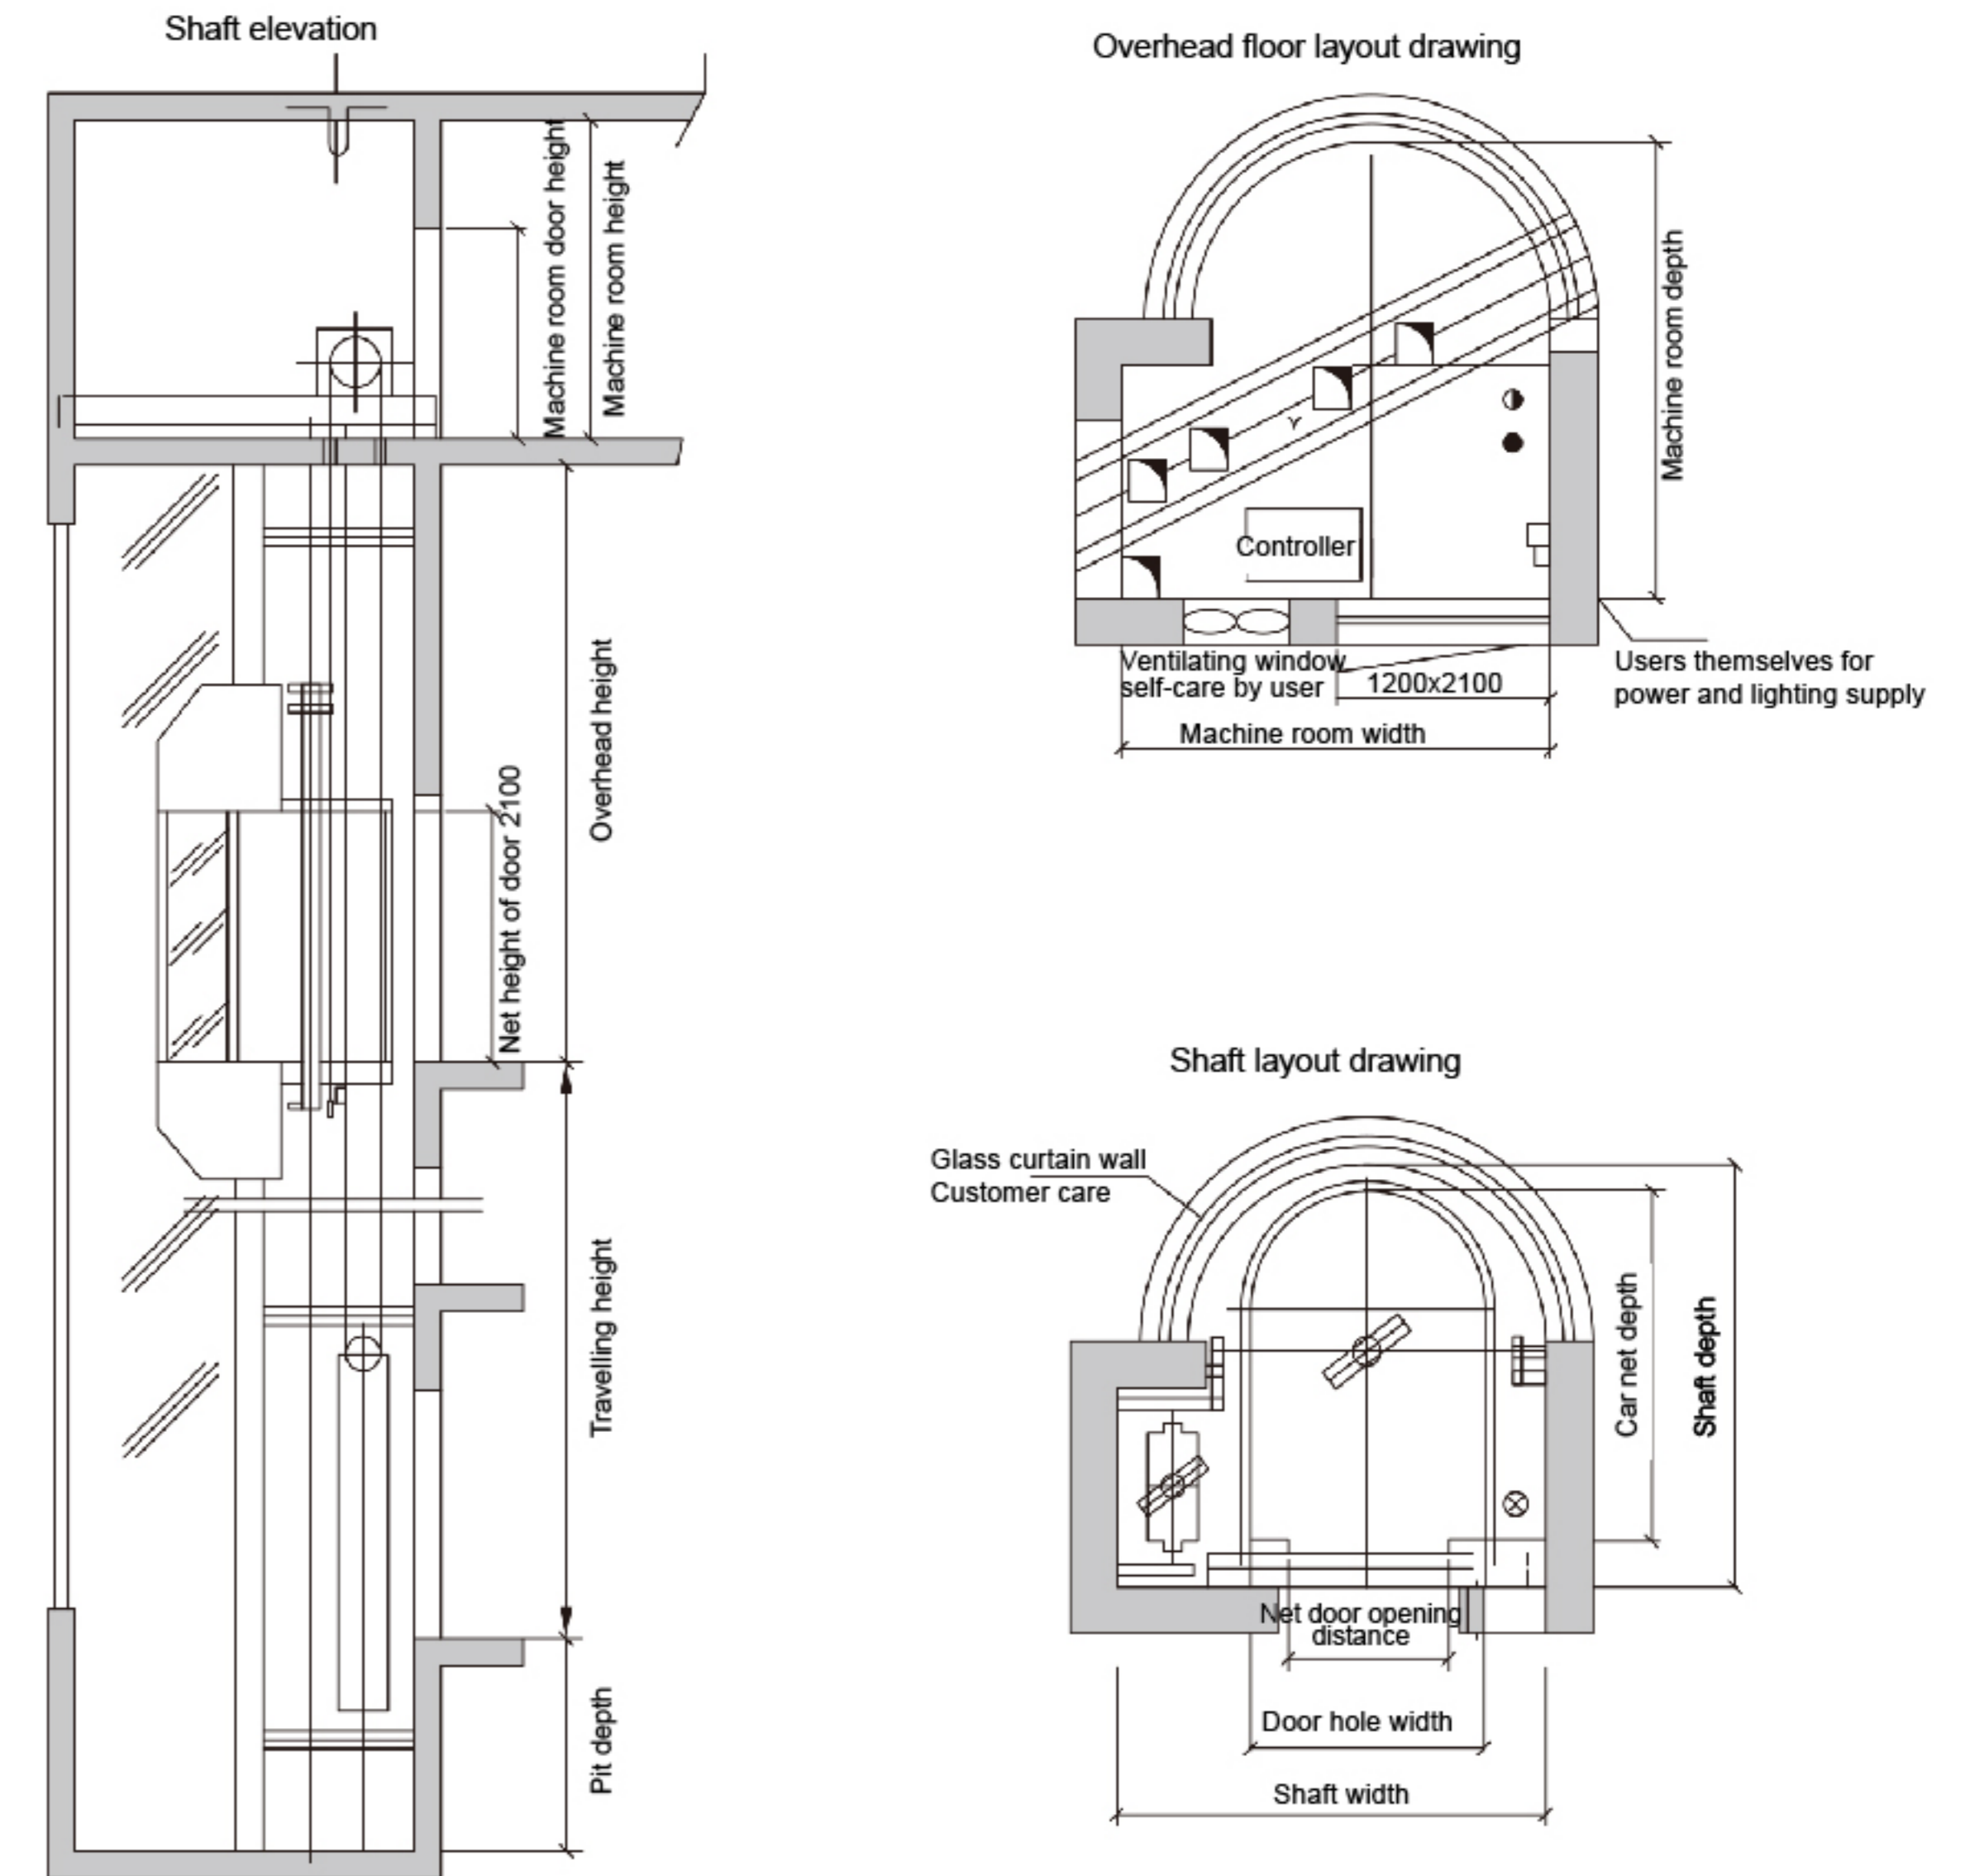 Shaft elevation
Machine room door height
Machine room height
Overhead height
Net height of door 2100
Travelling height
Pit depth
Overhead floor layout drawing
Machine room depth
Controller
Ventilating window
self-care by user
1200x2100
Machine room width
Users themselves for
power and lighting supply
Shaft layout drawing
Glass curtain wall
Customer care
Car net depth
Shaft depth
Net door opening
distance
Door hole width
Shaft width